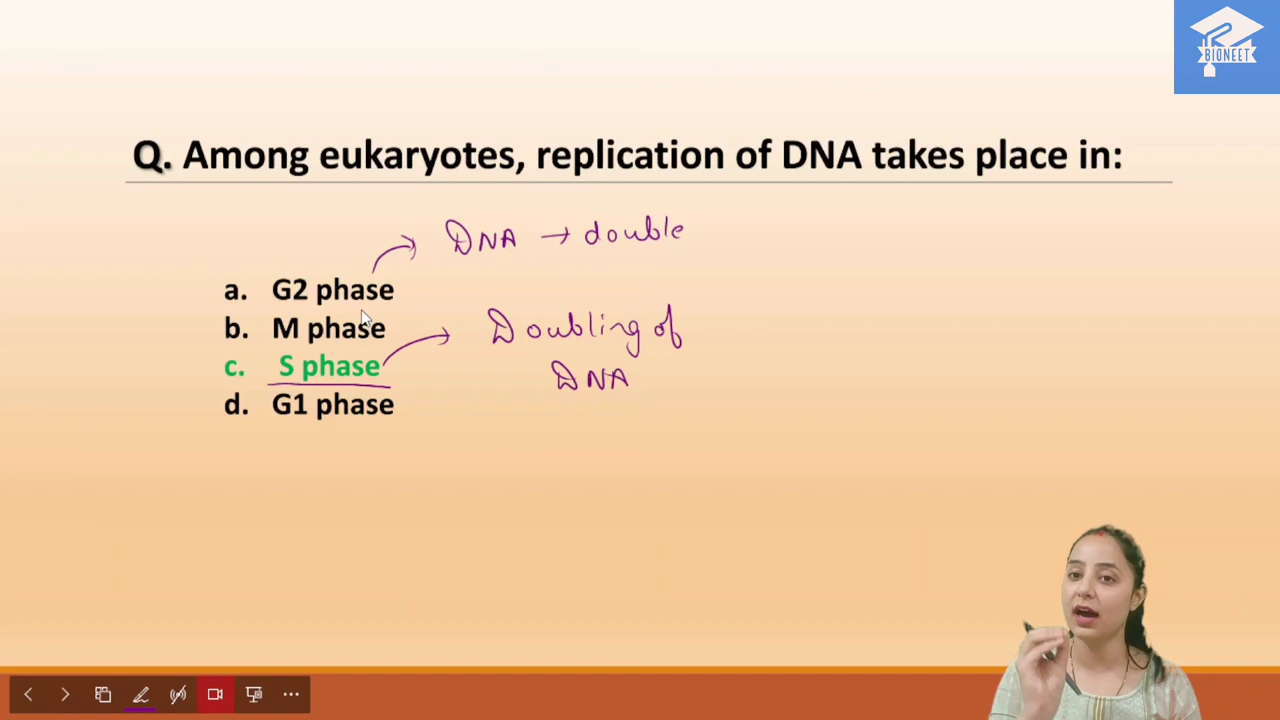 BIONEET
Q. Among eukaryotes, replication of DNA takes place in:
DNA → double
a. G2 phase
b. M phase
c. S phase
d. G1 phase
Doubling of
DNA